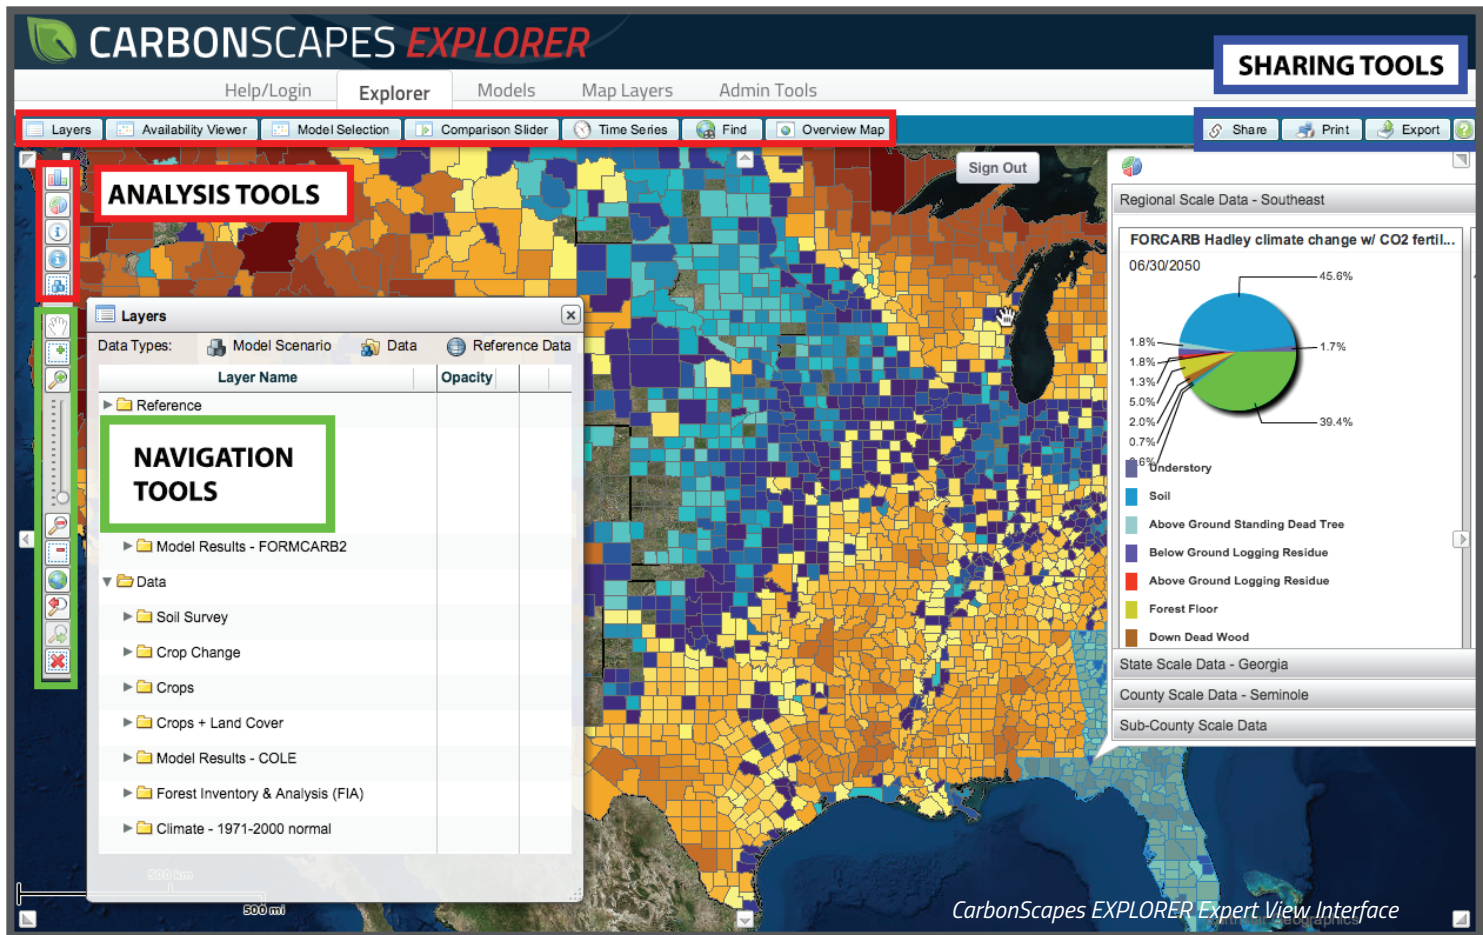 CARBONSCAPES EXPLORER
SHARING TOOLS
Help/Login Explorer Models Map Layers Admin Tools
Layers Availability Viewer Model Selection Comparison Slider Time Series Find Overview Map Share Print Export ?
Sign Out
ANALYSIS TOOLS
Layers
Data Types: Model Scenario Data Reference Data
Layer Name Opacity
Reference
NAVIGATION
TOOLS
Model Results - FORMCARB2
Data
Soil Survey
Crop Change
Crops
Crops + Land Cover
Model Results - COLE
Forest Inventory & Analysis (FIA)
Climate - 1971-2000 normal
500 km
500 mi
Regional Scale Data - Southeast
FORCARB Hadley climate change w/ CO2 fertil...
06/30/2050
45.6%
1.7%
39.4%
1.8%
1.8%
1.3%
5.0%
2.0%
0.7%
Understory
Soil
Above Ground Standing Dead Tree
Below Ground Logging Residue
Above Ground Logging Residue
Forest Floor
Down Dead Wood
State Scale Data - Georgia
County Scale Data - Seminole
Sub-County Scale Data
CarbonScapes EXPLORER Expert View Interface